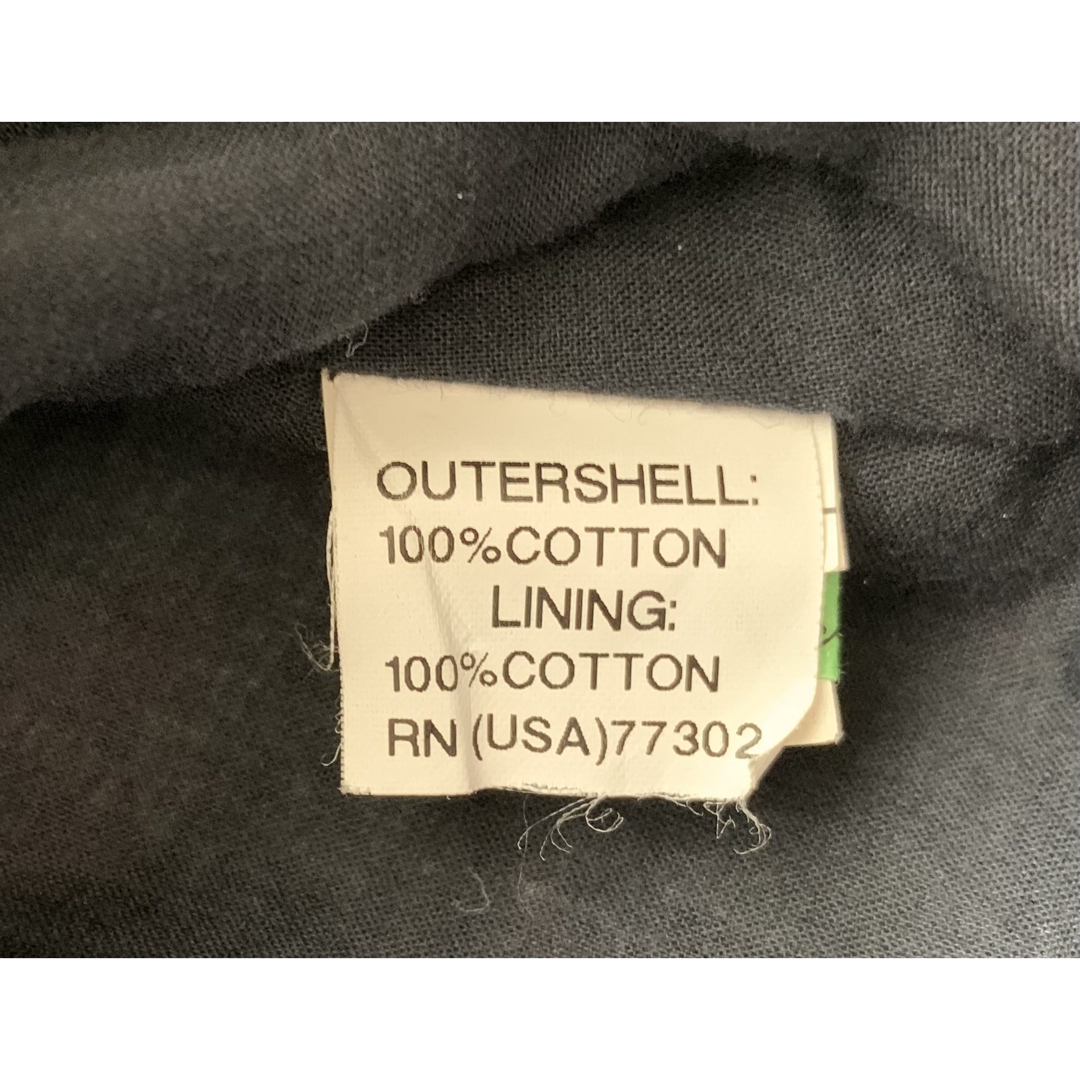 OUTERSHELL:
100%COTTON
LINING:
100%COTTON
RN (USA)77302